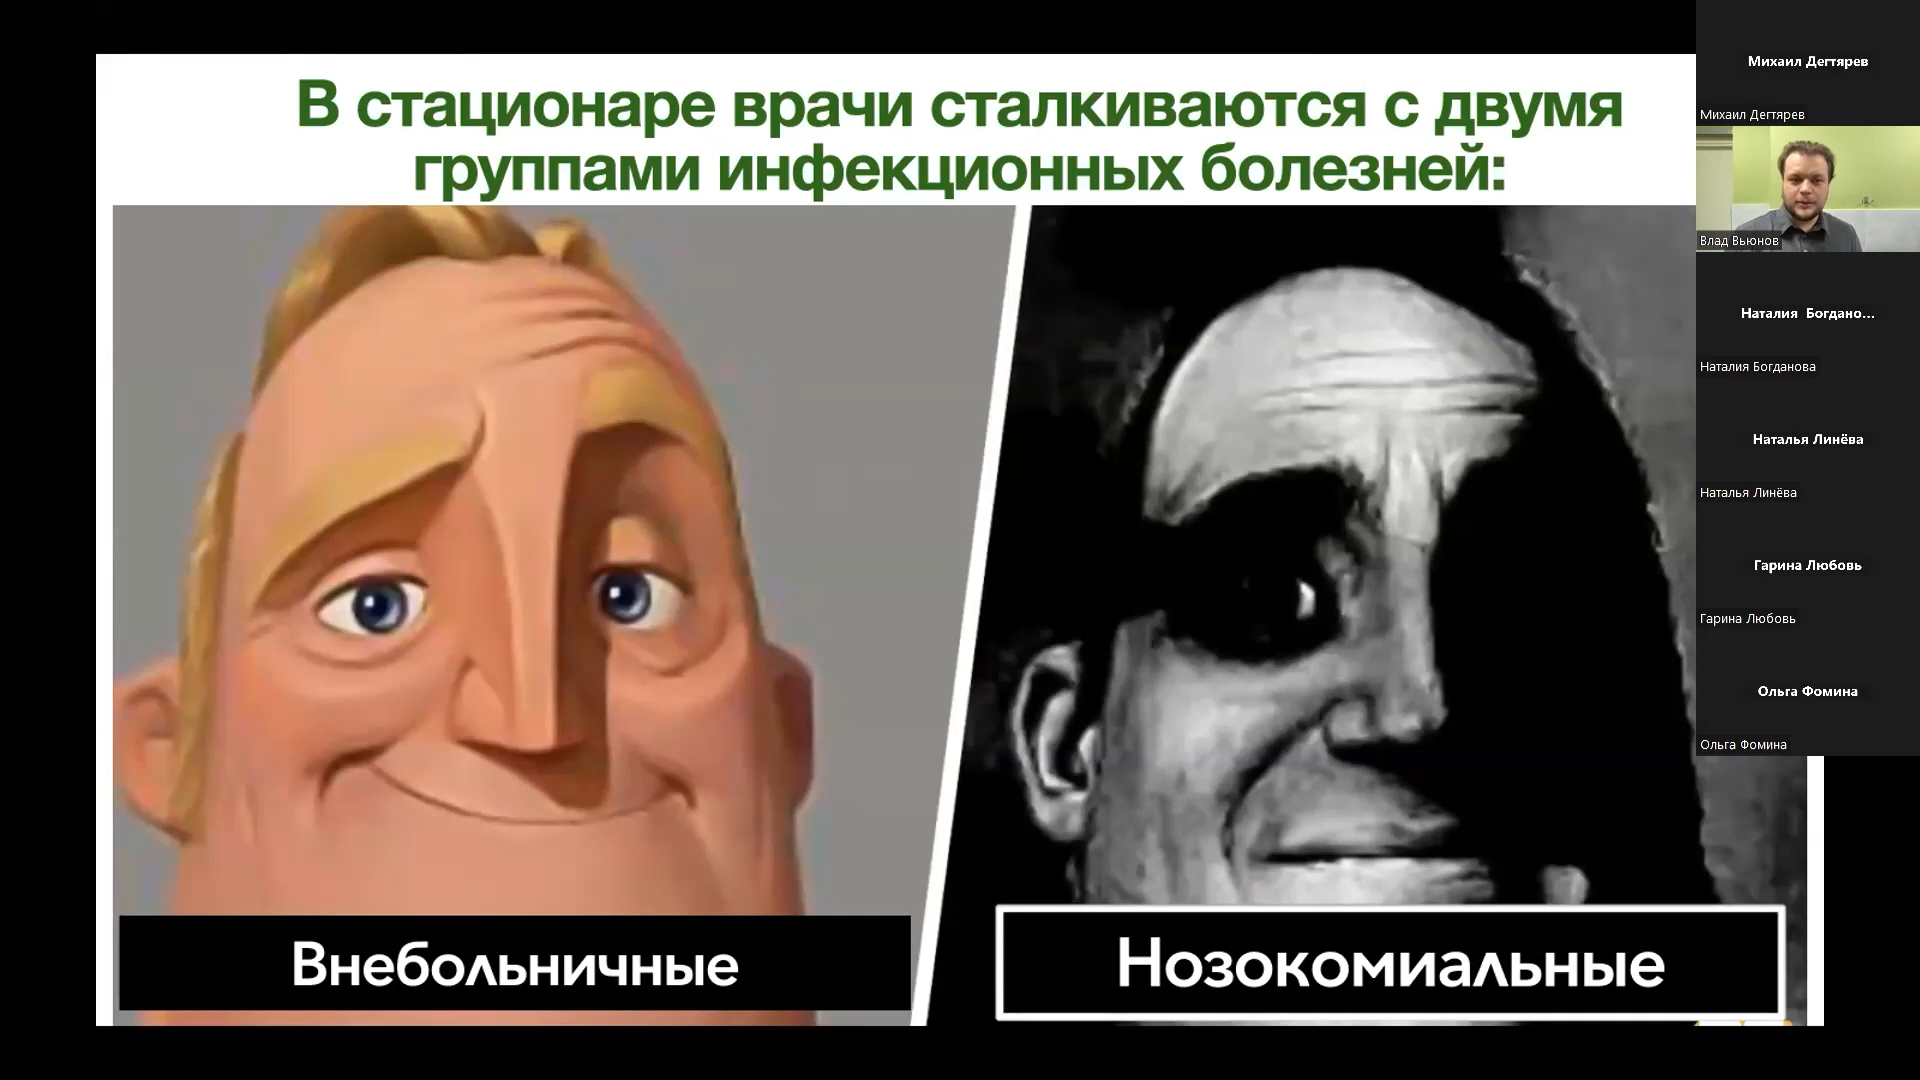 В стационаре врачи сталкиваются с двумя
группами инфекционных болезней:
Внебольничные
Нозокомиальные
Михаил Дегтярев
Михаил Дегтярев
Влад Вьюнов
Наталия Богдано...
Наталия Богданова
Наталья Линёва
Наталья Линёва
Гарина Любовь
Гарина Любовь
Ольга Фомина
Ольга Фомина